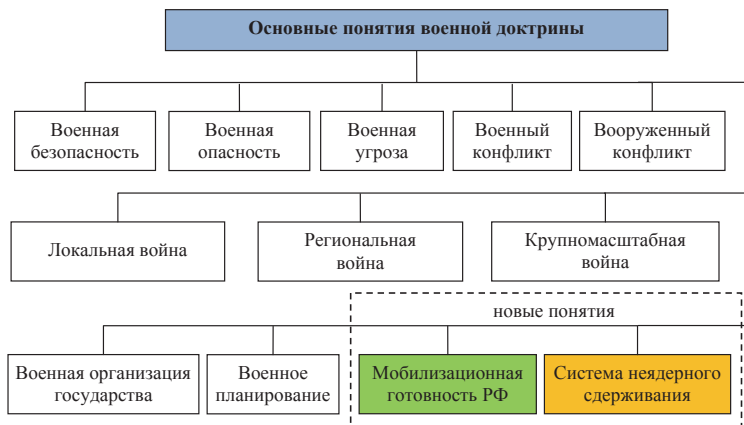 Основные понятия военной доктрины
Военная
безопасность
Военная
опасность
Военная
угроза
Военный
конфликт
Вооруженный
конфликт
Локальная война
Региональная
война
Крупномасштабная
война
новые понятия
Военная организация
государства
Военное
планирование
Мобилизационная
готовность РФ
Система неядерного
сдерживания